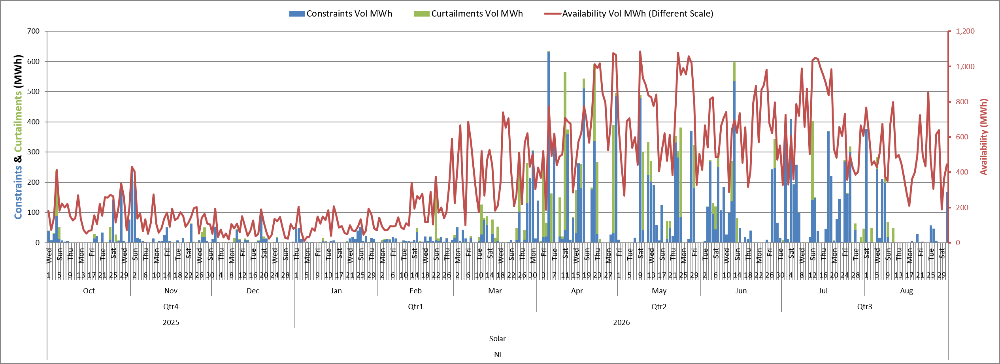 Constraints Vol MWh Curtailments Vol MWh Availability Vol MWh (Different Scale)
Constraints & Curtailments (MWh)
700
600
500
400
300
200
100
0
1,200
1,000
800
600
400
200
0
Availability (MWh)
Wed Sun Thu Mon Fri Tue Sat Wed Sun Thu Mon Fri Tue Sat Wed Sun Thu Mon Fri Tue Sat Wed Sun Thu Mon Fri Tue Sat Wed Sun Thu Mon Fri Tue Sat Wed Sun Thu Mon Fri Tue Sat Wed Sun Thu Mon Fri Tue Sat Wed Sun Thu Mon Fri Tue Sat Wed Sun Thu Mon Fri Tue Sat Wed Sun Thu Mon Fri Tue Sat Wed Sun Thu Mon Fri Tue Sat Wed Sun Thu Mon Fri Tue Sat
1 5 9 13 17 21 25 29 2 6 10 14 18 22 26 30 4 8 12 16 20 24 28 1 5 9 13 17 21 25 29 2 6 10 14 18 22 26 2 6 10 14 18 22 26 30 3 7 11 15 19 23 27 1 5 9 13 17 21 25 29 2 6 10 14 18 22 26 30 4 8 12 16 20 24 28 1 5 9 13 17 21 25 29
Oct Nov Dec Jan Feb Mar Apr May Jun Jul Aug
Qtr4 Qtr1 Qtr2 Qtr3
2025 2026
Solar
NI